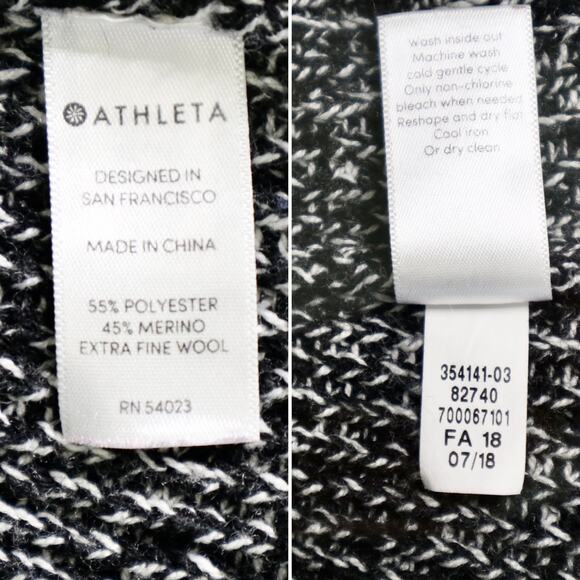 ATHLETA
DESIGNED IN
SAN FRANCISCO
MADE IN CHINA
55% POLYESTER
45% MERINO
EXTRA FINE WOOL
RN 54023
Wash inside out
Machine wash
cold gentle cycle
Only non-chlorine
bleach when needed
Reshape and dry flat
Cool iron
Or dry clean
354141-03
82740
700067101
FA 18
07/18